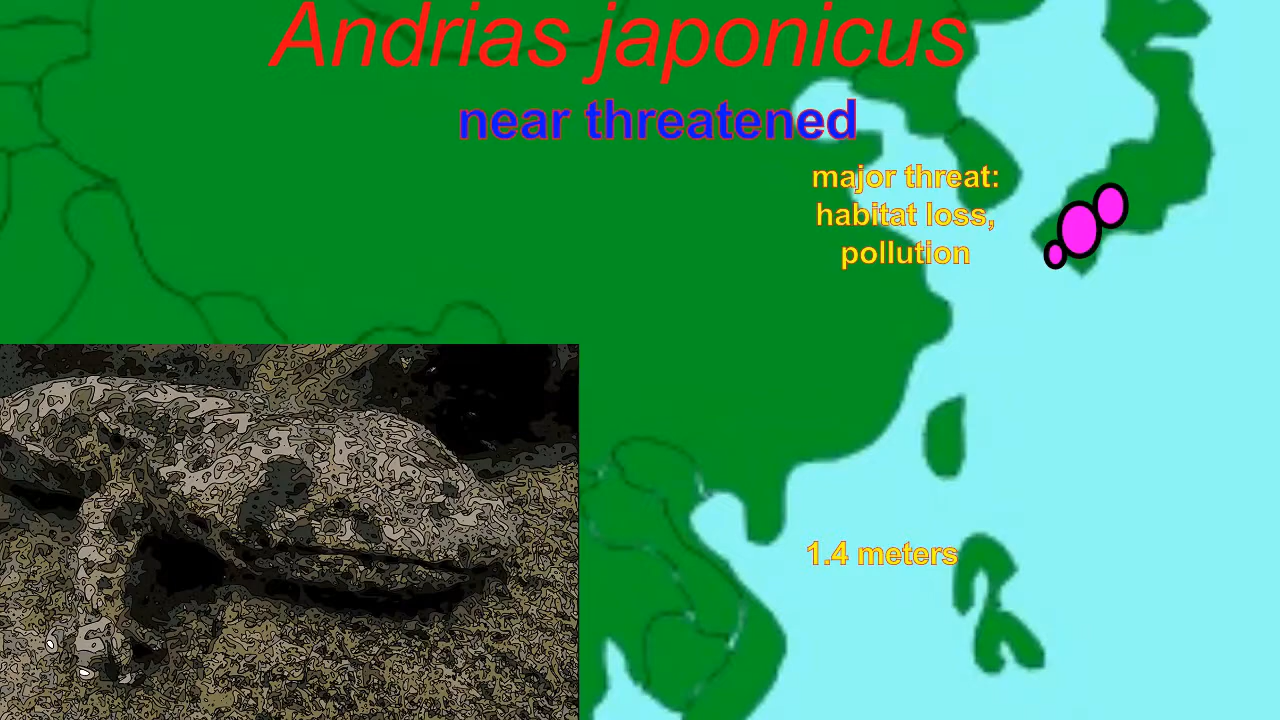 Andrias japonicus
near threatened
major threat:
habitat loss,
pollution
1.4 meters